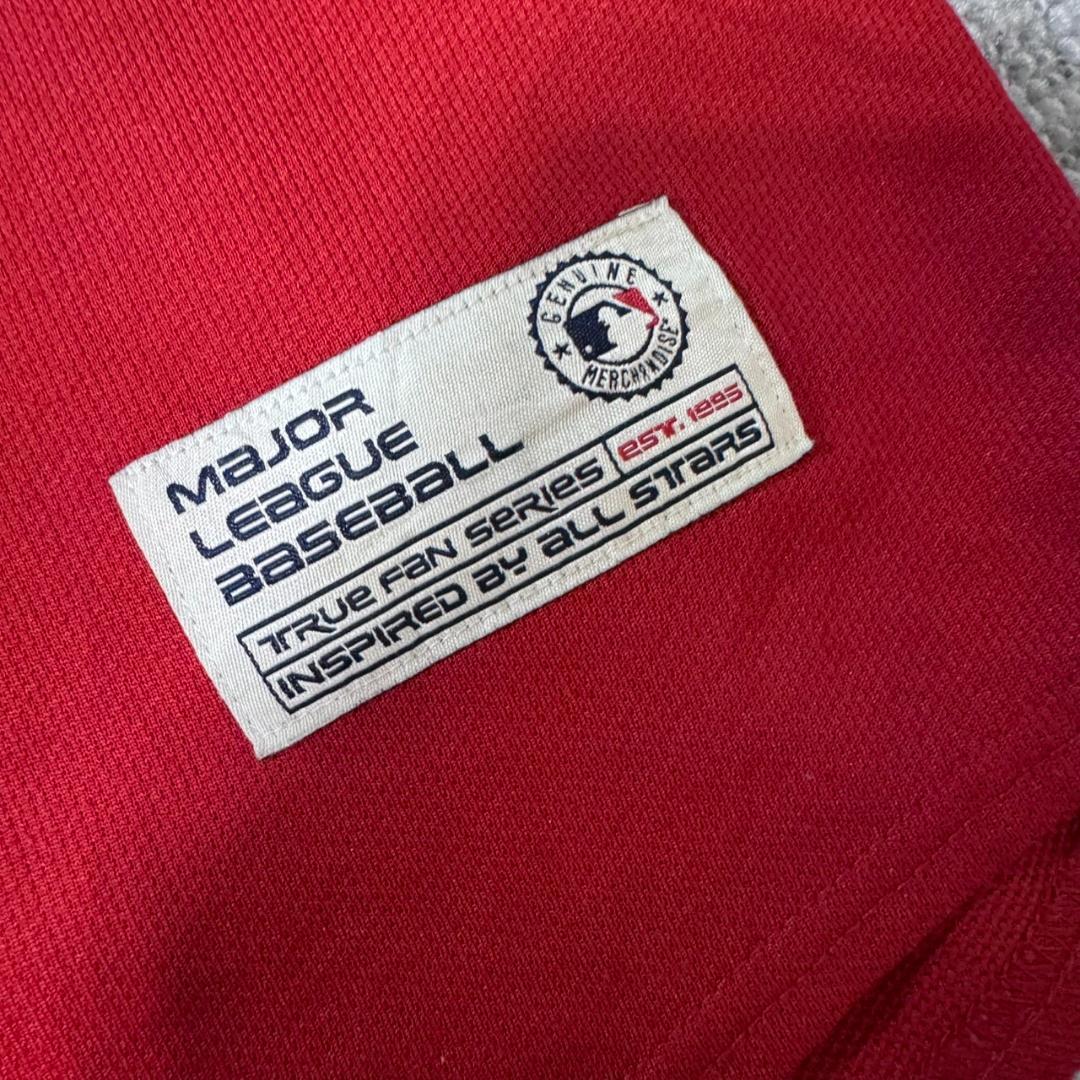 GENUINE
MERCHANDISE
MaJOR
LEaGUE
BaSEBaLL
TRUe FaN SeRIeS eST. 1995
INSPIRED BY aLL STaRS